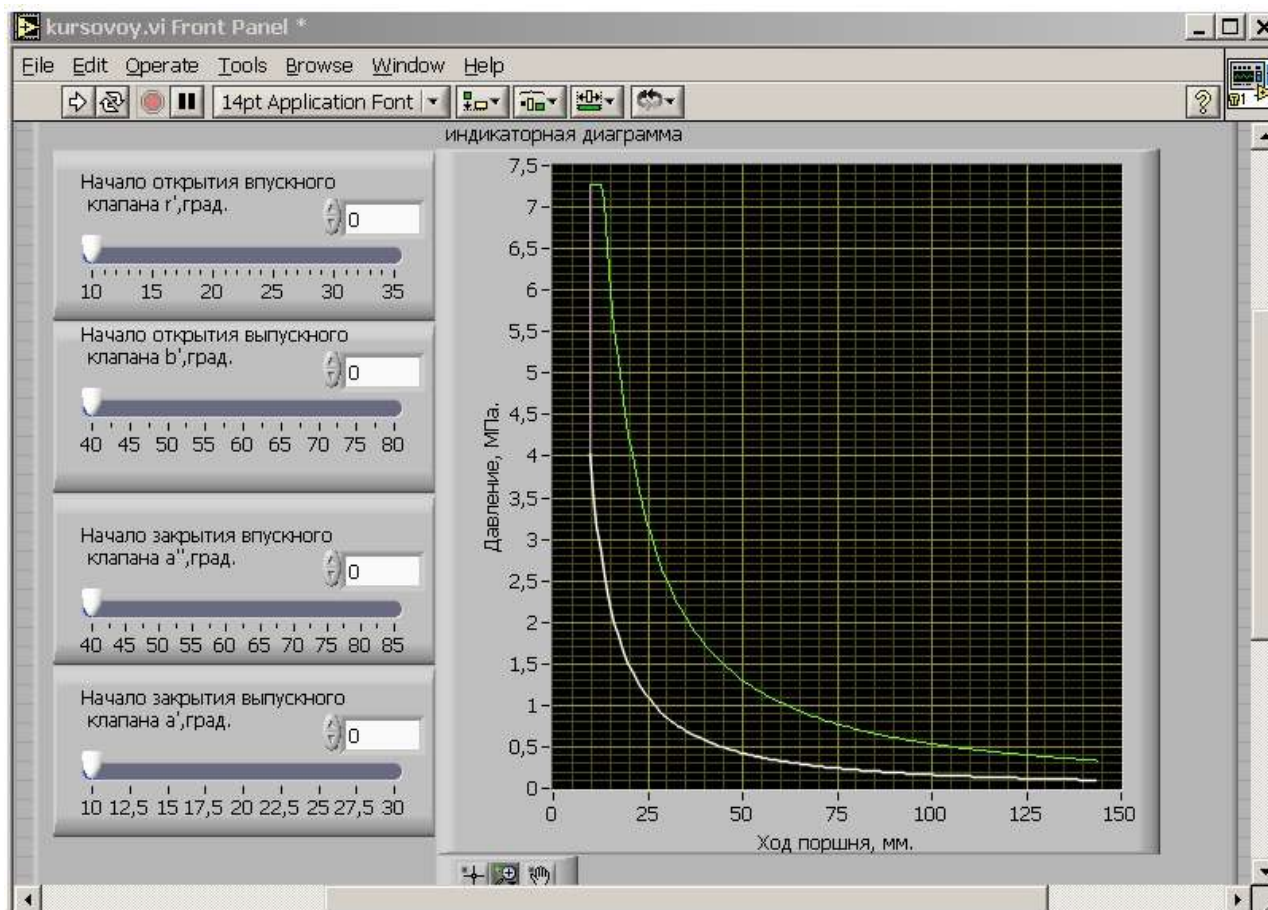 kursovoy.vi Front Panel *
File Edit Operate Tools Browse Window Help
14pt Application Font
?
1
индикаторная диаграмма
Начало открытия впускного
клапана r',град.
0
10 15 20 25 30 35
Начало открытия выпускного
клапана b',град.
0
40 45 50 55 60 65 70 75 80
Начало закрытия впускного
клапана a'',град.
0
40 45 50 55 60 65 70 75 80 85
Начало закрытия выпускного
клапана a',град.
0
10 12,5 15 17,5 20 22,5 25 27,5 30
Давление, МПа.
7,5
7
6,5
6
5,5
5
4,5
4
3,5
3
2,5
2
1,5
1
0,5
0
0 25 50 75 100 125 150
Ход поршня, мм.